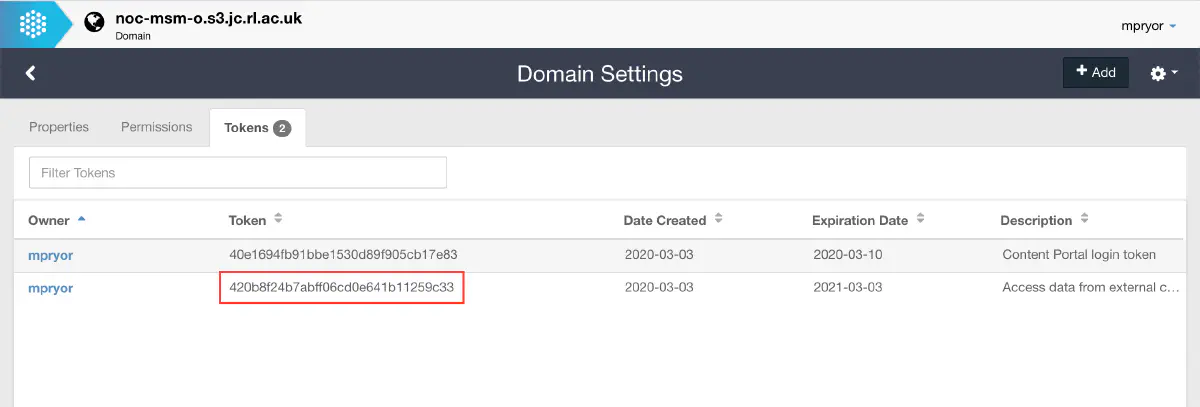 noc-msm-o.s3.jc.rl.ac.uk
Domain
mpryor
Domain Settings
Add
Properties Permissions Tokens 2
Filter Tokens
Owner Token Date Created Expiration Date Description
mpryor 40e1694fb91bbe1530d89f905cb17e83 2020-03-03 2020-03-10 Content Portal login token
mpryor 420b8f24b7abff06cd0e641b11259c33 2020-03-03 2021-03-03 Access data from external c…